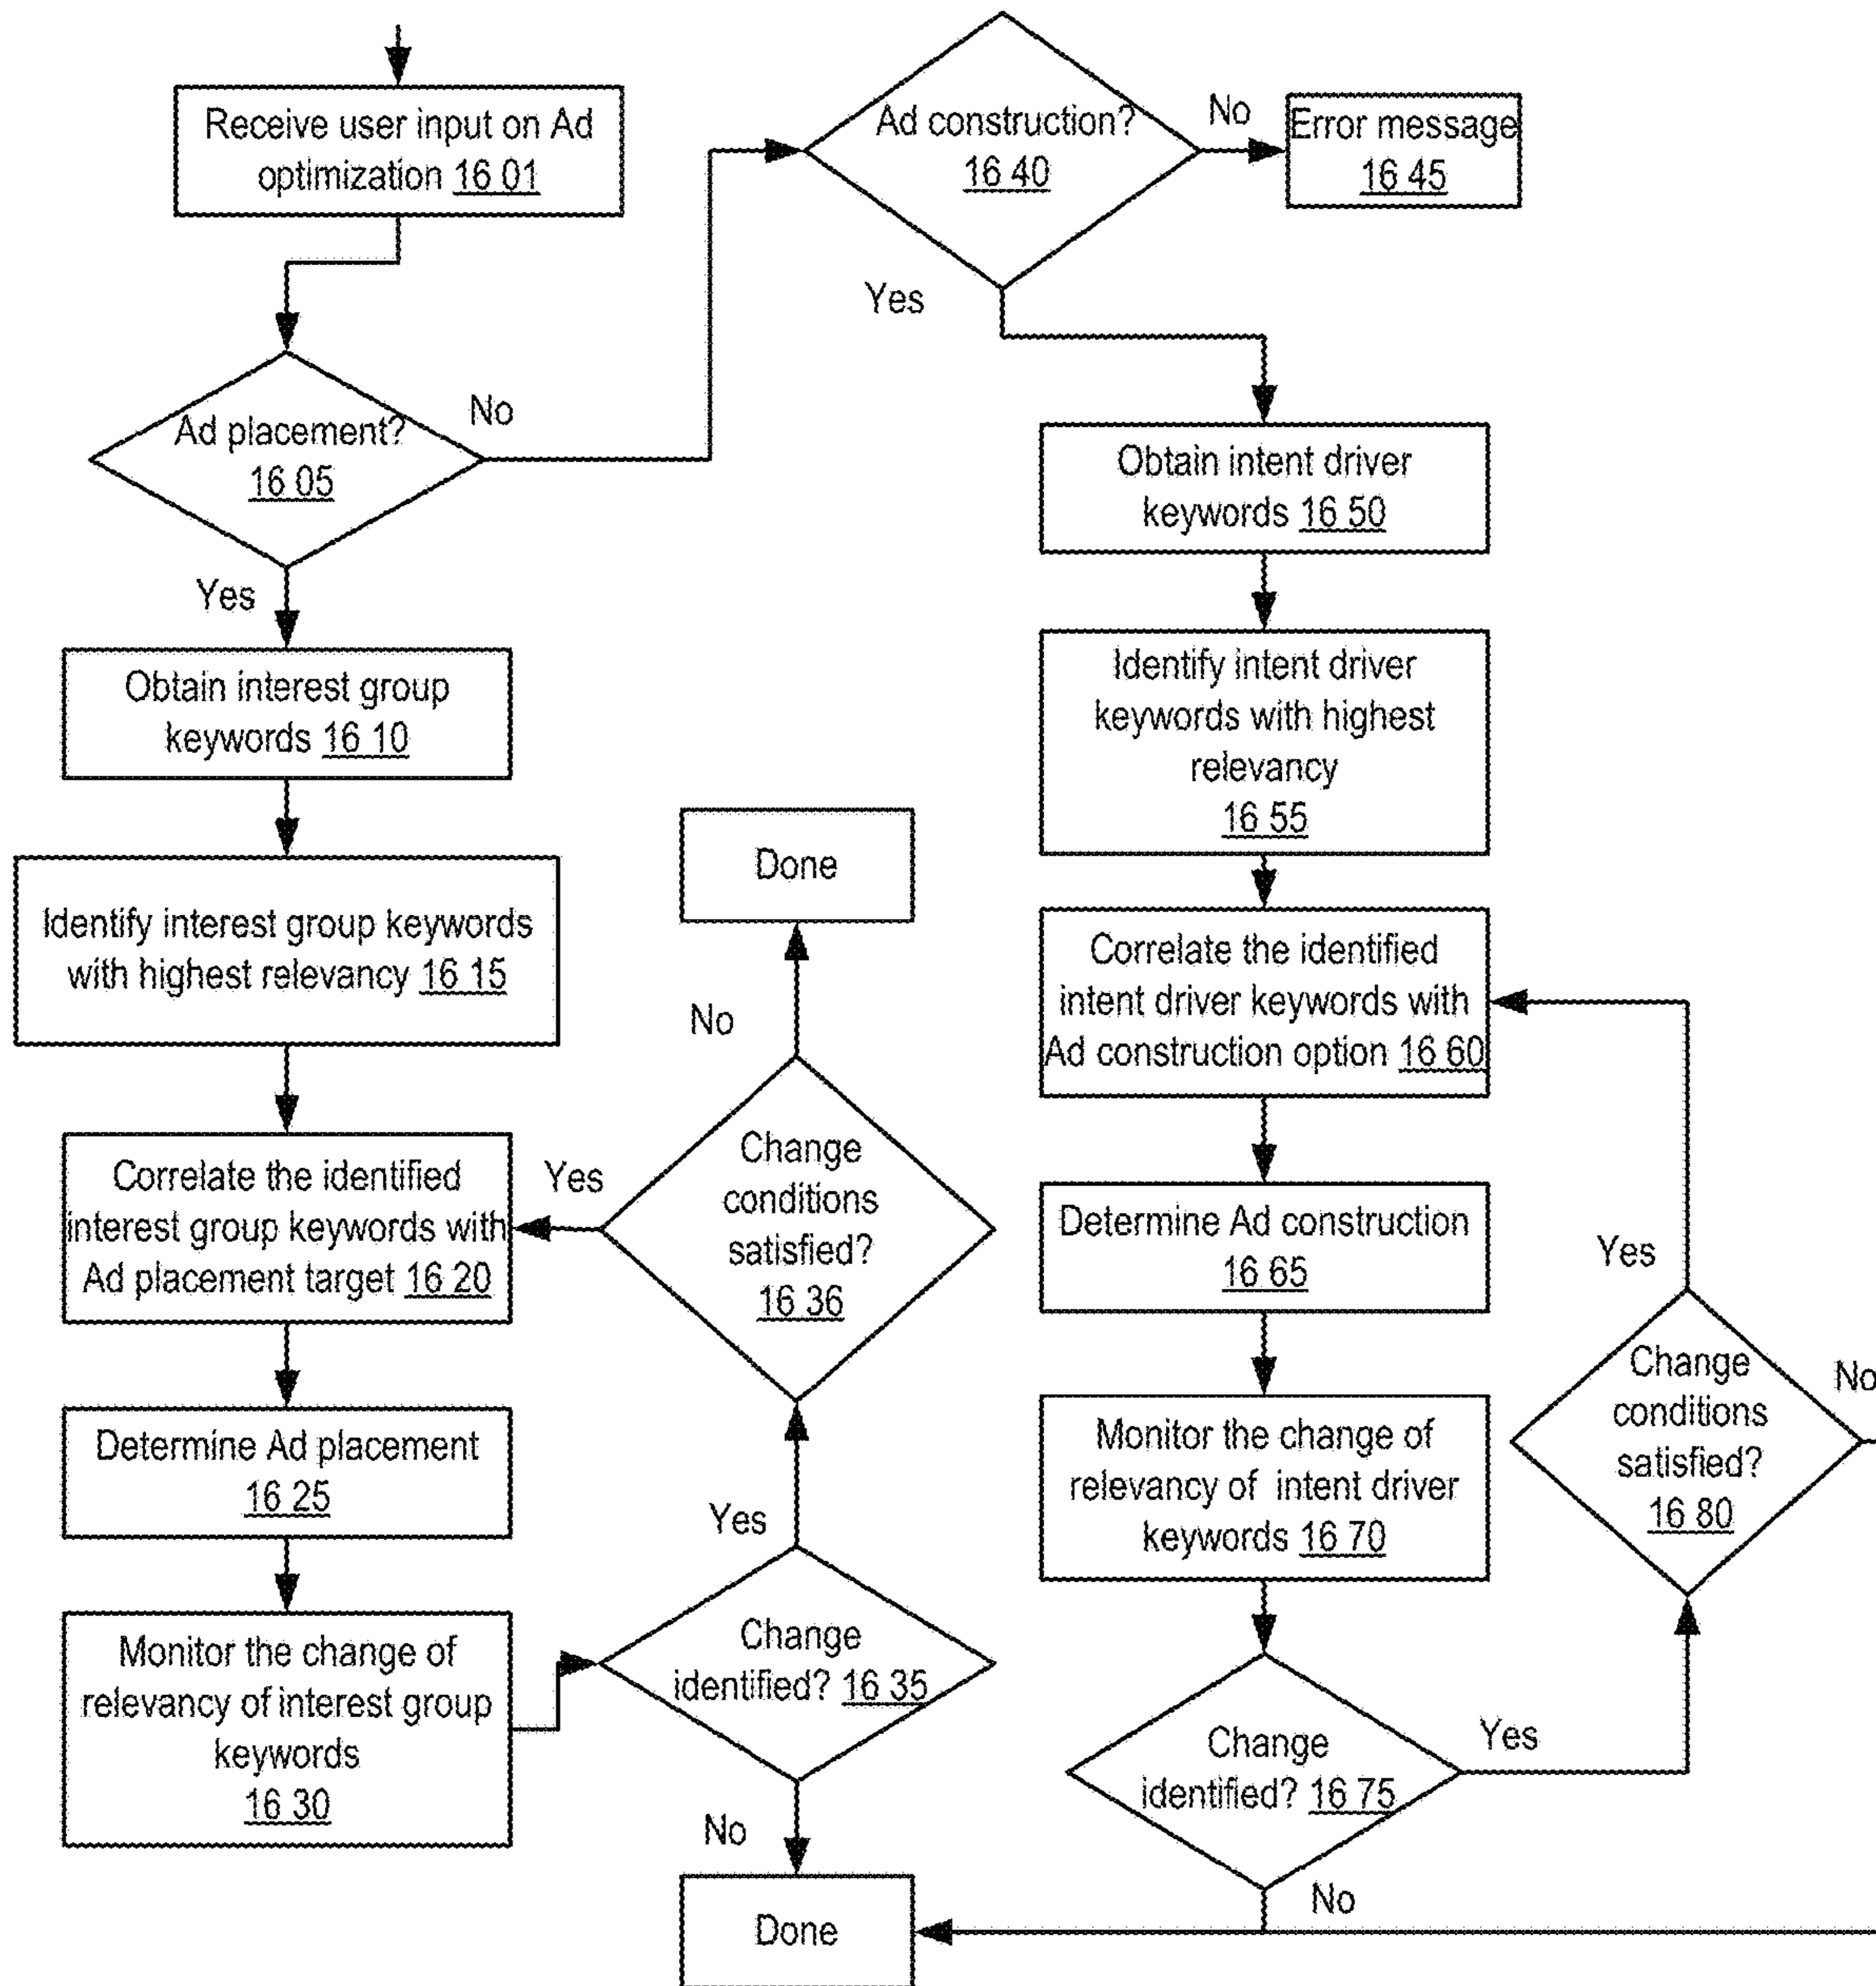 Receive user input on Ad
optimization 16 01
Ad placement?
16 05
No
Yes
Obtain interest group
keywords 16 10
Identify interest group keywords
with highest relevancy 16 15
Correlate the identified
interest group keywords with
Ad placement target 16 20
Determine Ad placement
16 25
Monitor the change of
relevancy of interest group
keywords
16 30
Change
identified? 16 35
Yes
No
Change
conditions
satisfied?
16 36
Yes
No
Done
Done
Ad construction?
16 40
No
Error message
16 45
Yes
Obtain intent driver
keywords 16 50
Identify intent driver
keywords with highest
relevancy
16 55
Correlate the identified
intent driver keywords with
Ad construction option 16 60
Determine Ad construction
16 65
Monitor the change of
relevancy of intent driver
keywords 16 70
Change
identified? 16 75
Yes
No
Change
conditions
satisfied?
16 80
Yes
No